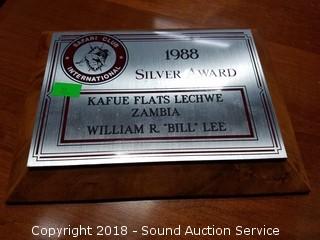 SAFARI CLUB
INTERNATIONAL
1988
SILVER AWARD
KAFUE FLATS LECHWE
ZAMBIA
WILLIAM R. "BILL" LEE
Copyright 2018 - Sound Auction Service